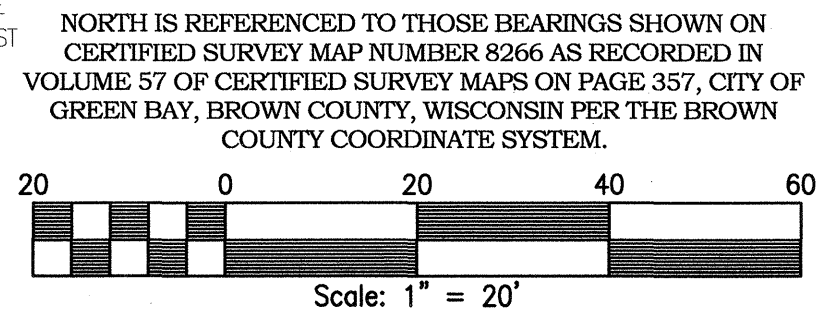 ST
NORTH IS REFERENCED TO THOSE BEARINGS SHOWN ON
CERTIFIED SURVEY MAP NUMBER 8266 AS RECORDED IN
VOLUME 57 OF CERTIFIED SURVEY MAPS ON PAGE 357, CITY OF
GREEN BAY, BROWN COUNTY, WISCONSIN PER THE BROWN
COUNTY COORDINATE SYSTEM.
20 0 20 40 60
Scale: 1" = 20'